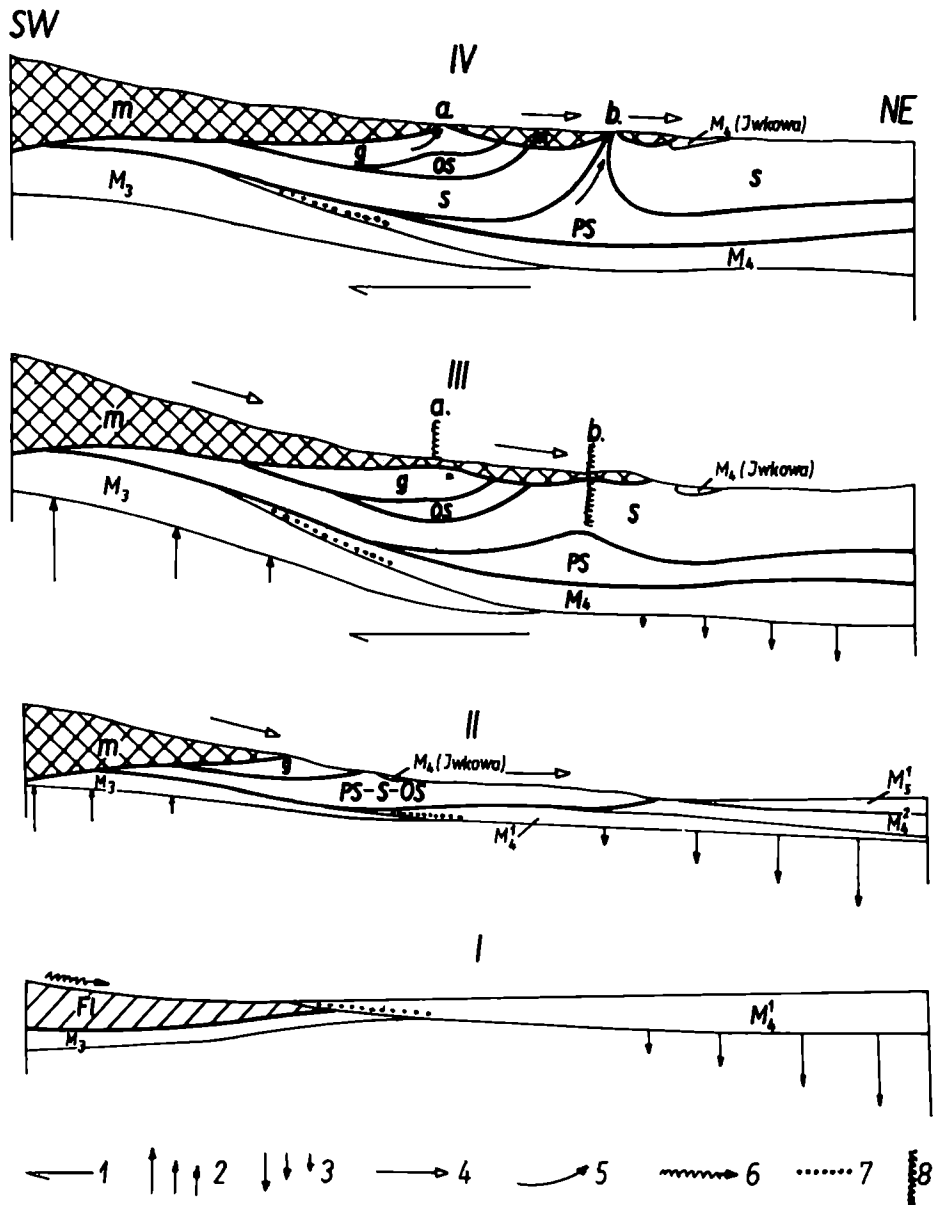 SW
IV
NE
m
a.
b.
M₄ (Jwkowa)
g
os
s
s
M₃
PS
M₄
III
m
a.
b.
M₄ (Jwkowa)
g
os
s
M₃
PS
M₄
II
m
g
M₄ (Jwkowa)
PS-S-OS
M₃
M₅¹
M₄²
M₄¹
I
Fl
M₃
M₄¹
1 2 3 4 5 6 7 8